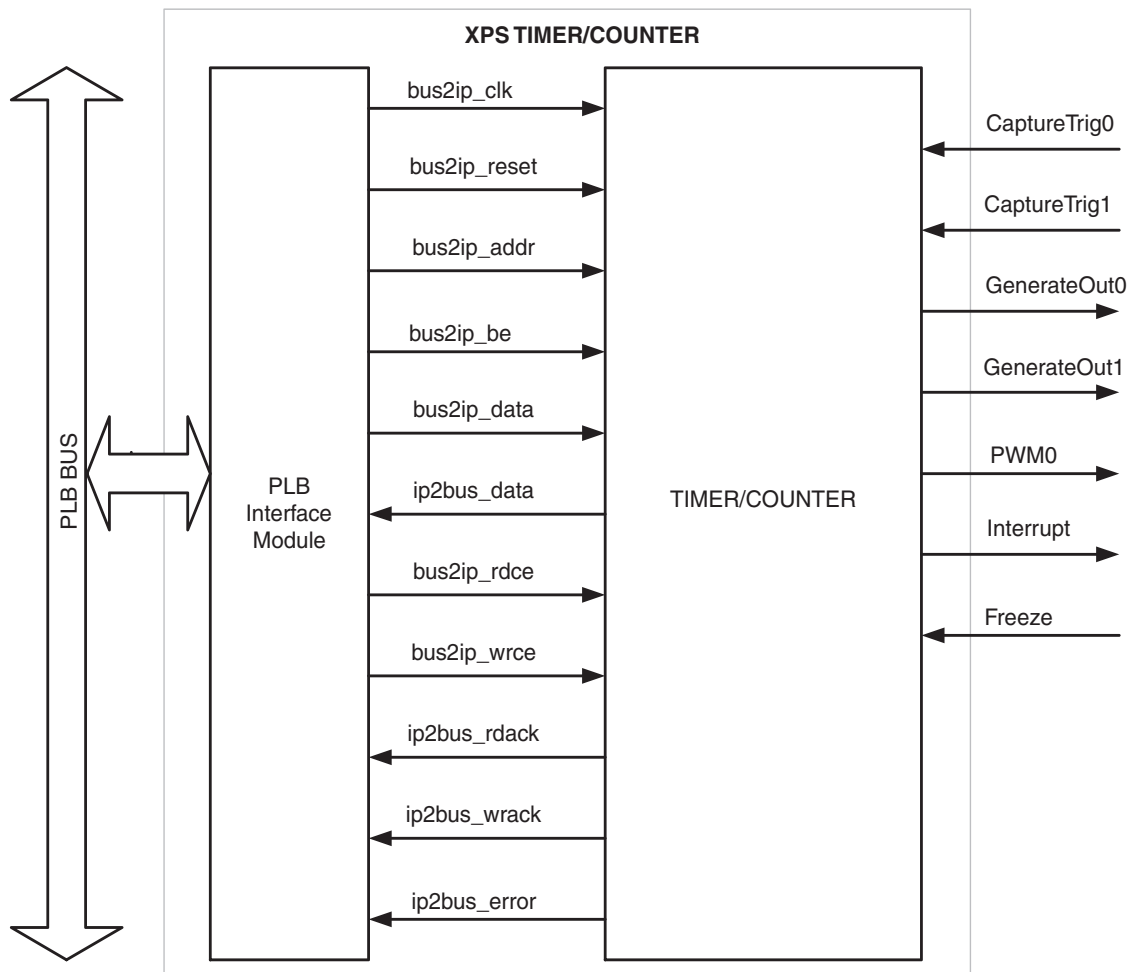 XPS TIMER/COUNTER
PLB BUS
PLB
Interface
Module
bus2ip_clk
bus2ip_reset
bus2ip_addr
bus2ip_be
bus2ip_data
ip2bus_data
bus2ip_rdce
bus2ip_wrce
ip2bus_rdack
ip2bus_wrack
ip2bus_error
TIMER/COUNTER
CaptureTrig0
CaptureTrig1
GenerateOut0
GenerateOut1
PWM0
Interrupt
Freeze